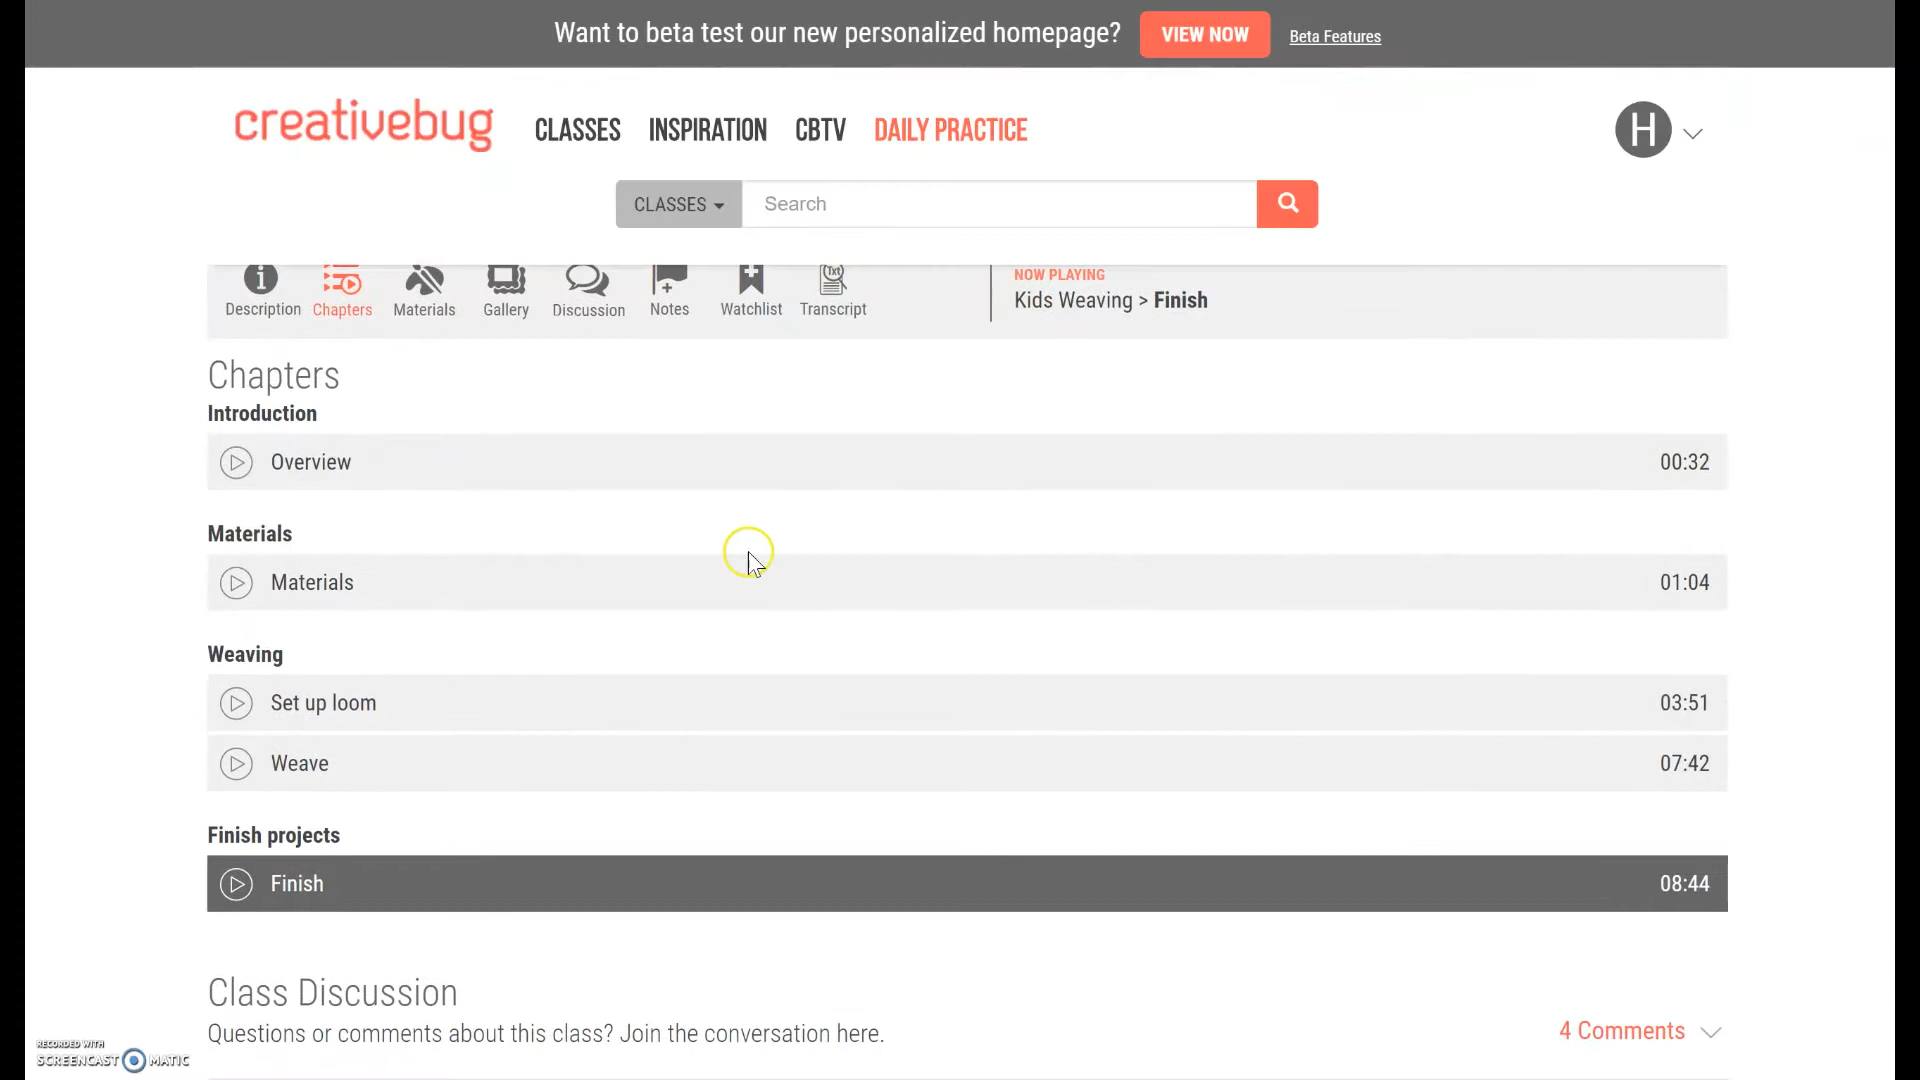 Want to beta test our new personalized homepage? VIEW NOW Beta Features
creativebug CLASSES INSPIRATION CBTV DAILY PRACTICE H
CLASSES Search
Description Chapters Materials Gallery Discussion Notes Watchlist Transcript
Txt
NOW PLAYING
Kids Weaving > Finish
Chapters
Introduction
Overview 00:32
Materials
Materials 01:04
Weaving
Set up loom 03:51
Weave 07:42
Finish projects
Finish 08:44
Class Discussion
Questions or comments about this class? Join the conversation here. 4 Comments
RECORDED WITH
SCREENCAST MATIC